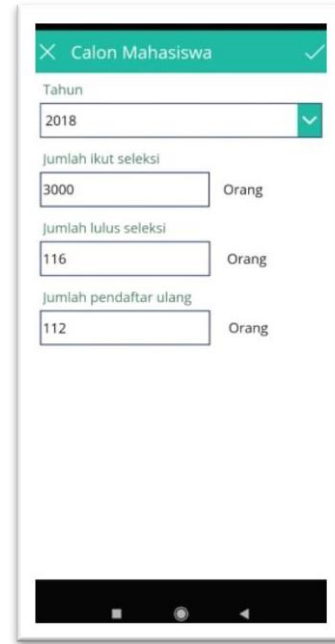 Calon Mahasiswa
Tahun
2018
Jumlah ikut seleksi
3000 Orang
Jumlah lulus seleksi
116 Orang
Jumlah pendaftar ulang
112 Orang